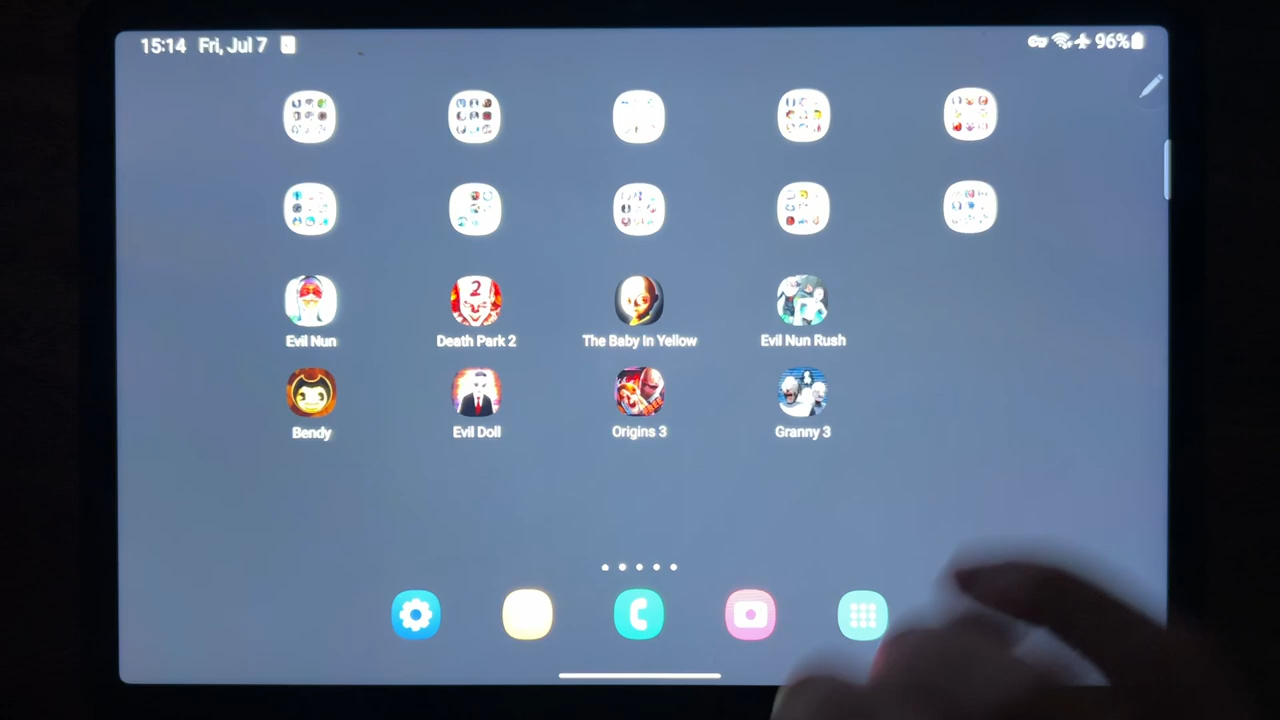 15:14 Fri, Jul 7 96%
Evil Nun Death Park 2 The Baby In Yellow Evil Nun Rush
2
Bendy Evil Doll Origins 3 Granny 3